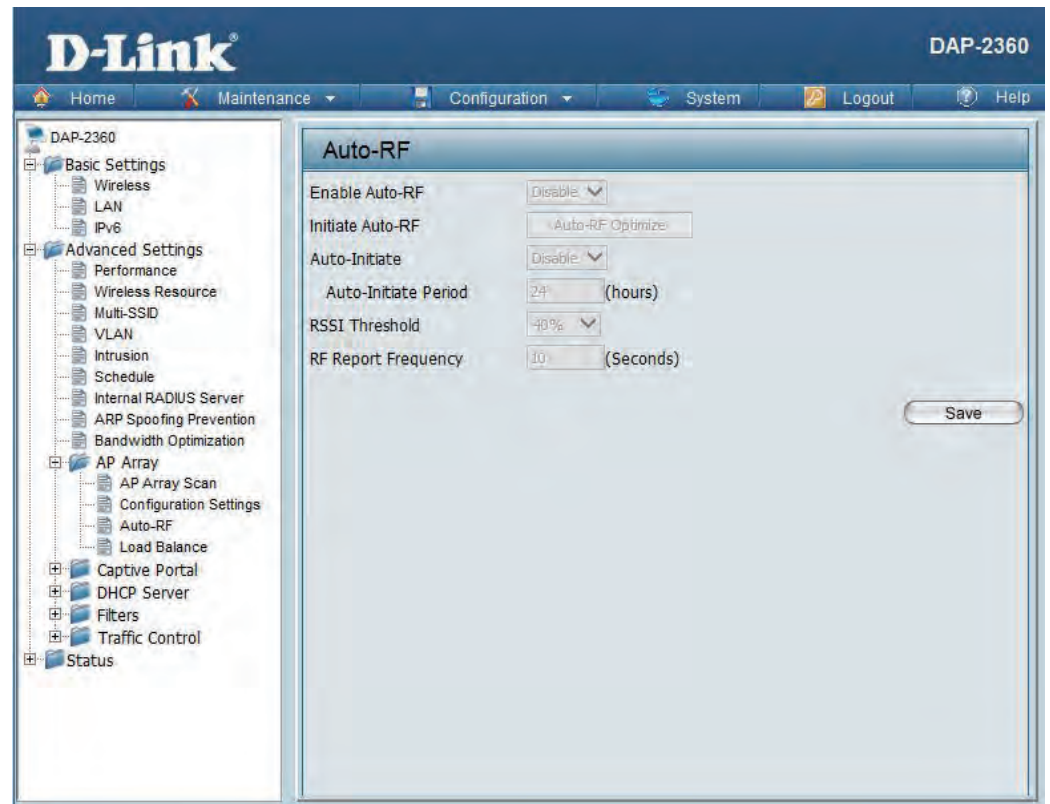 D-Link®
DAP-2360
Home Maintenance Configuration System Logout Help
DAP-2360
Basic Settings
Wireless
LAN
IPv6
Advanced Settings
Performance
Wireless Resource
Multi-SSID
VLAN
Intrusion
Schedule
Internal RADIUS Server
ARP Spoofing Prevention
Bandwidth Optimization
AP Array
AP Array Scan
Configuration Settings
Auto-RF
Load Balance
Captive Portal
DHCP Server
Filters
Traffic Control
Status
Auto-RF
Enable Auto-RF Disable
Initiate Auto-RF Auto-RF Optimize
Auto-Initiate Disable
Auto-Initiate Period 24 (hours)
RSSI Threshold 40%
RF Report Frequency 10 (Seconds)
Save